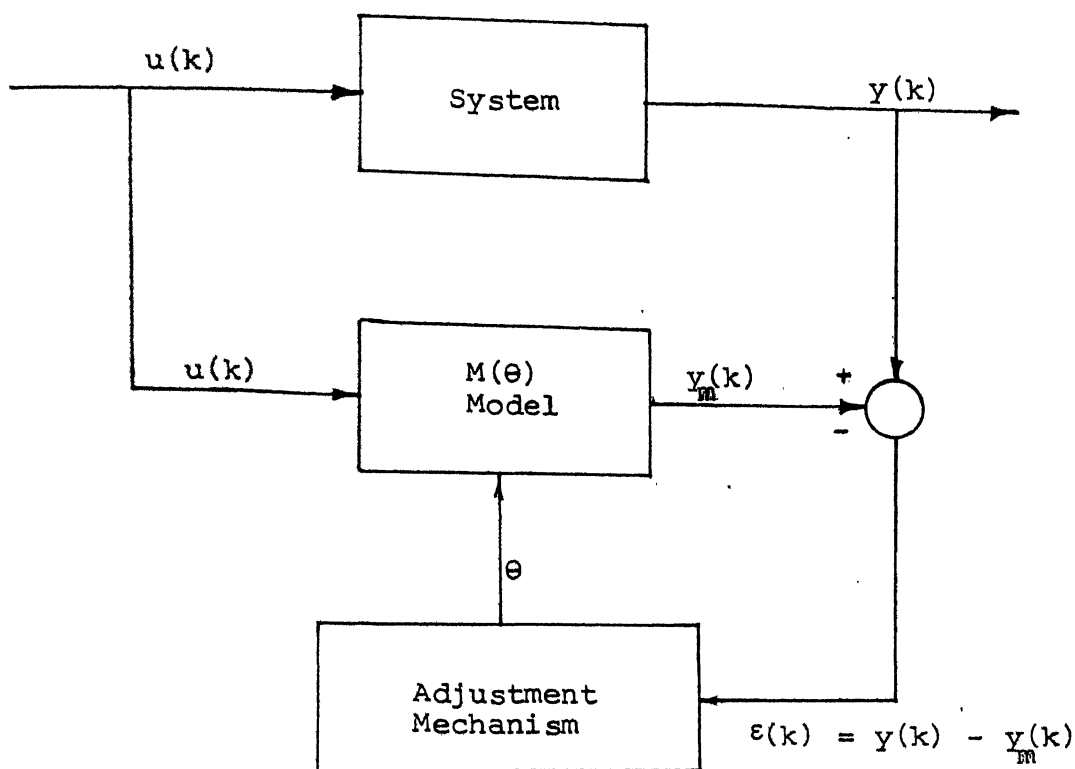 u(k)
System
y(k)
u(k)
M(θ)
Model
y_m(k)
+
-
θ
Adjustment
Mechanism
ε(k) = y(k) - y_m(k)